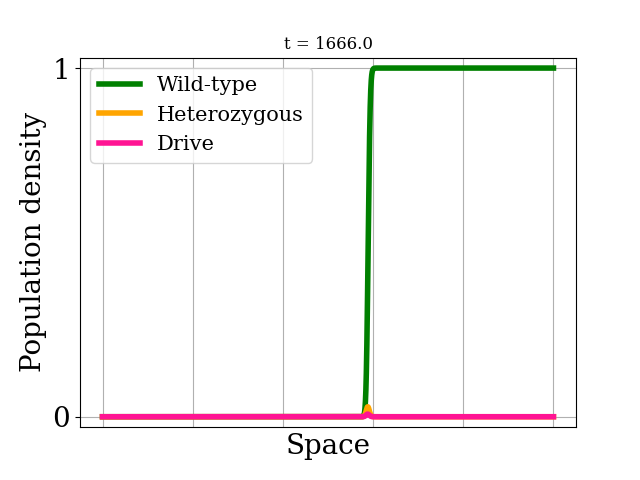 t = 1666.0
1
Wild-type
Heterozygous
Drive
Population density
0
Space